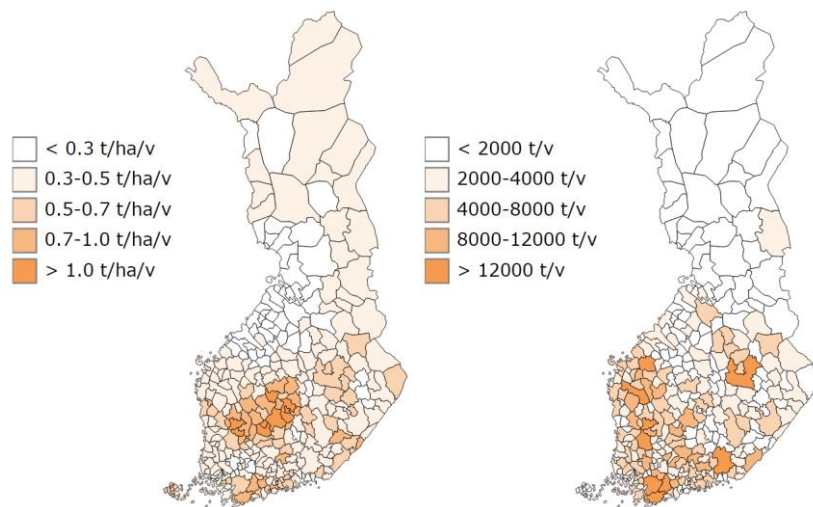 < 0.3 t/ha/v
0.3-0.5 t/ha/v
0.5-0.7 t/ha/v
0.7-1.0 t/ha/v
> 1.0 t/ha/v
< 2000 t/v
2000-4000 t/v
4000-8000 t/v
8000-12000 t/v
> 12000 t/v